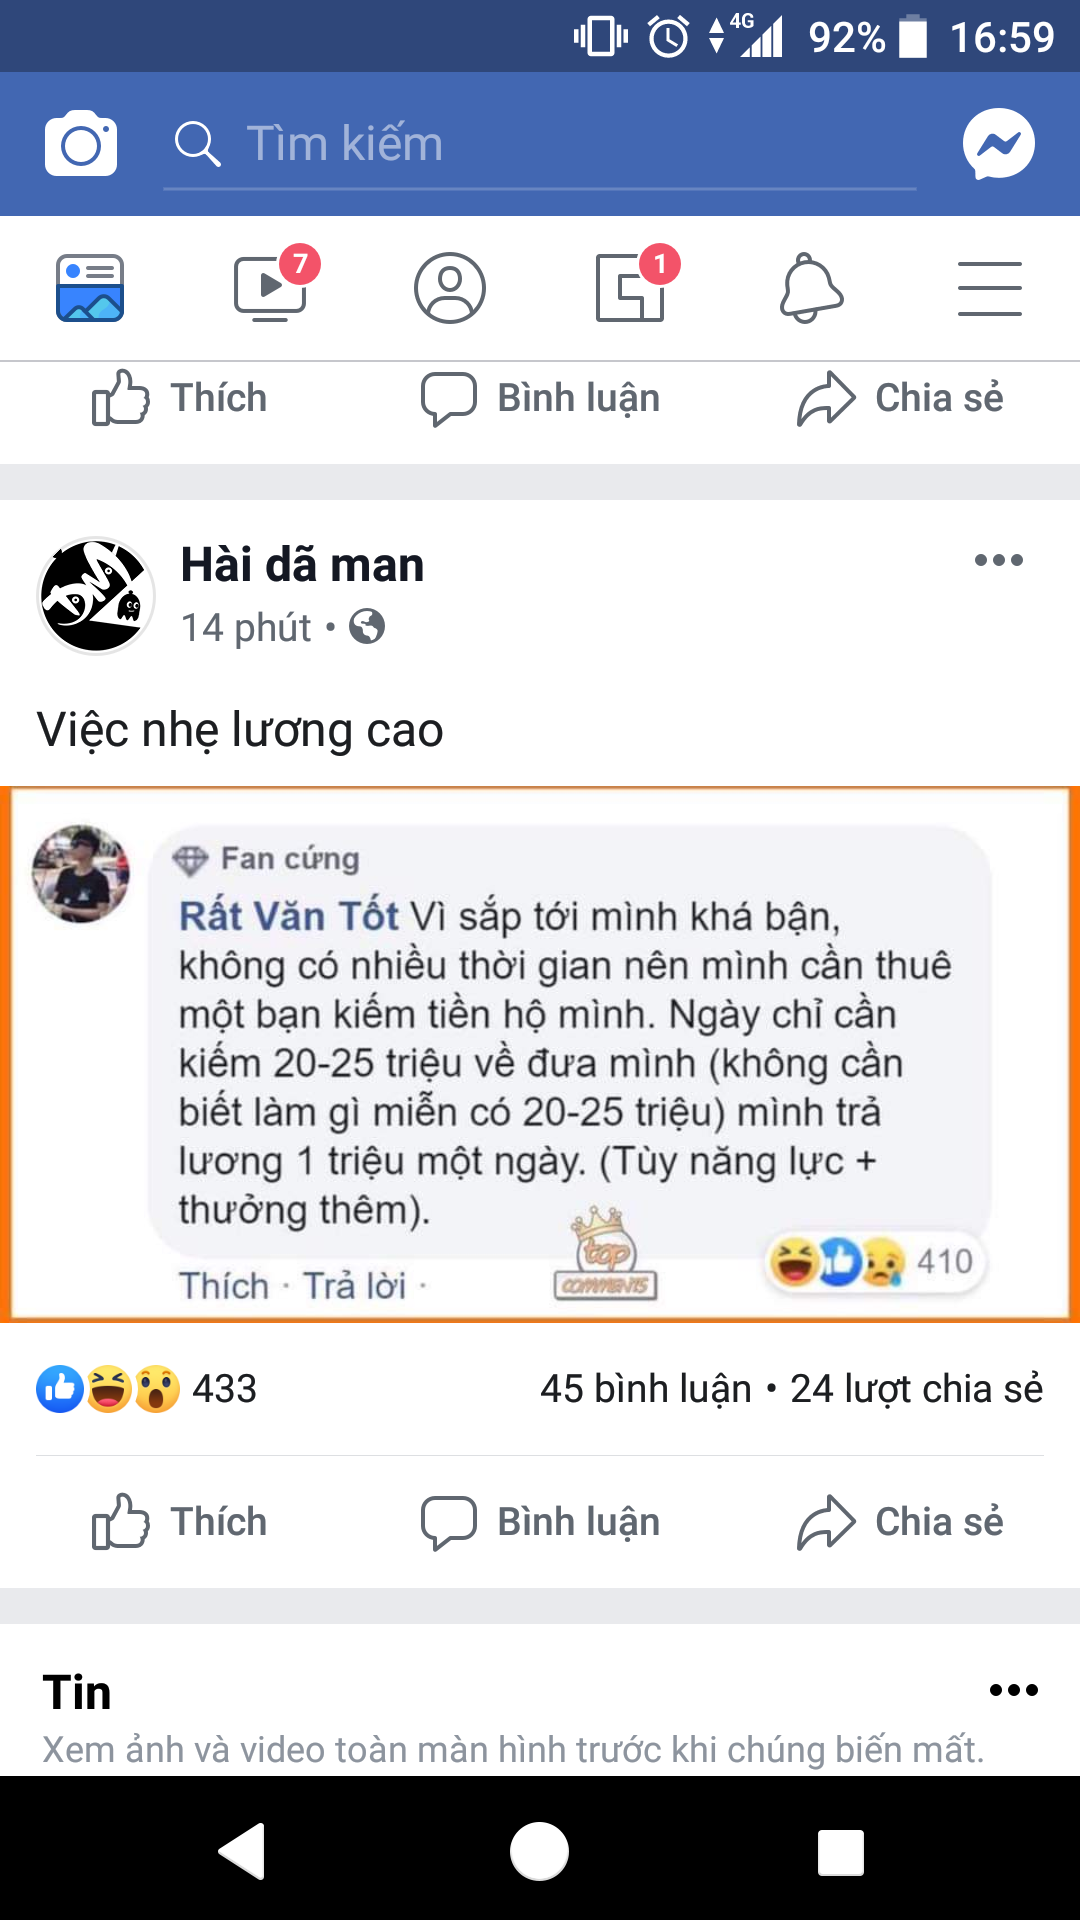 4G 92% 16:59
Tìm kiếm
7 1
Thích Bình luận Chia sẻ
Hài dã man
14 phút •
Việc nhẹ lương cao
Fan cứng
Rất Văn Tốt Vì sắp tới mình khá bận,
không có nhiều thời gian nên mình cần thuê
một bạn kiếm tiền hộ mình. Ngày chỉ cần
kiếm 20-25 triệu về đưa mình (không cần
biết làm gì miễn có 20-25 triệu) mình trả
lương 1 triệu một ngày. (Tùy năng lực +
thưởng thêm).
top
COMMENTS
410
Thích · Trả lời ·
433 45 bình luận • 24 lượt chia sẻ
Thích Bình luận Chia sẻ
Tin
Xem ảnh và video toàn màn hình trước khi chúng biến mất.